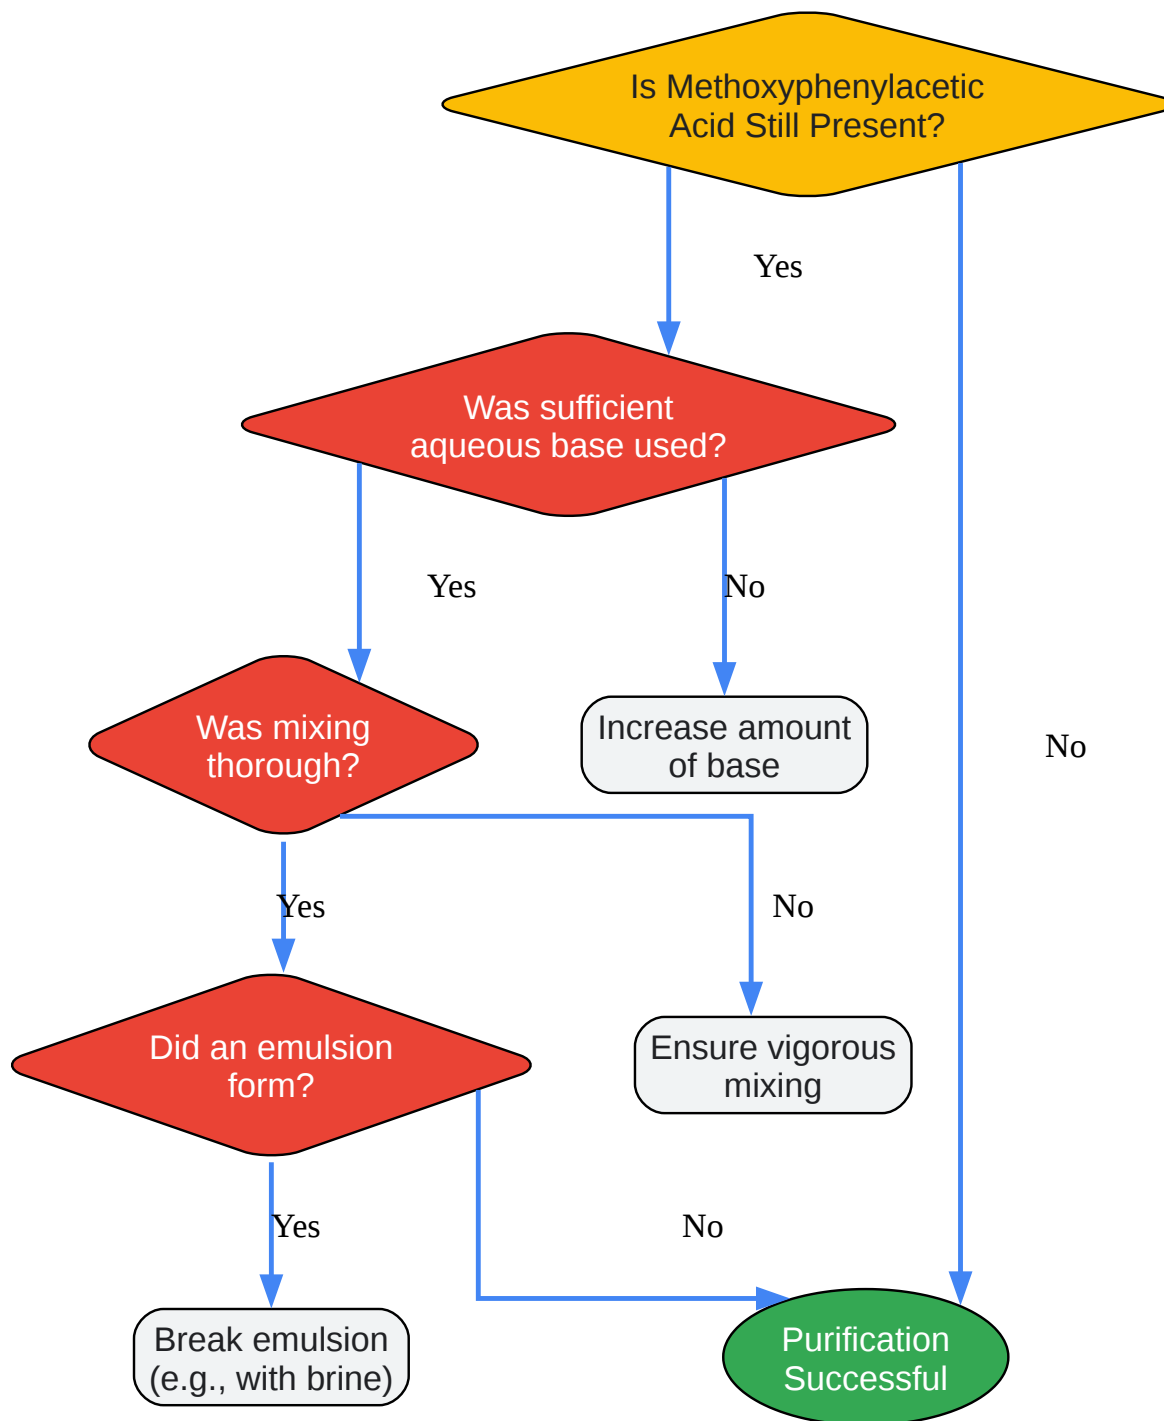 Is Methoxyphenylacetic
Acid Still Present?
Yes
Was sufficient
aqueous base used?
Yes
No
Was mixing
thorough?
Increase amount
of base
No
Yes
No
Did an emulsion
form?
Ensure vigorous
mixing
Yes
No
Break emulsion
(e.g., with brine)
Purification
Successful